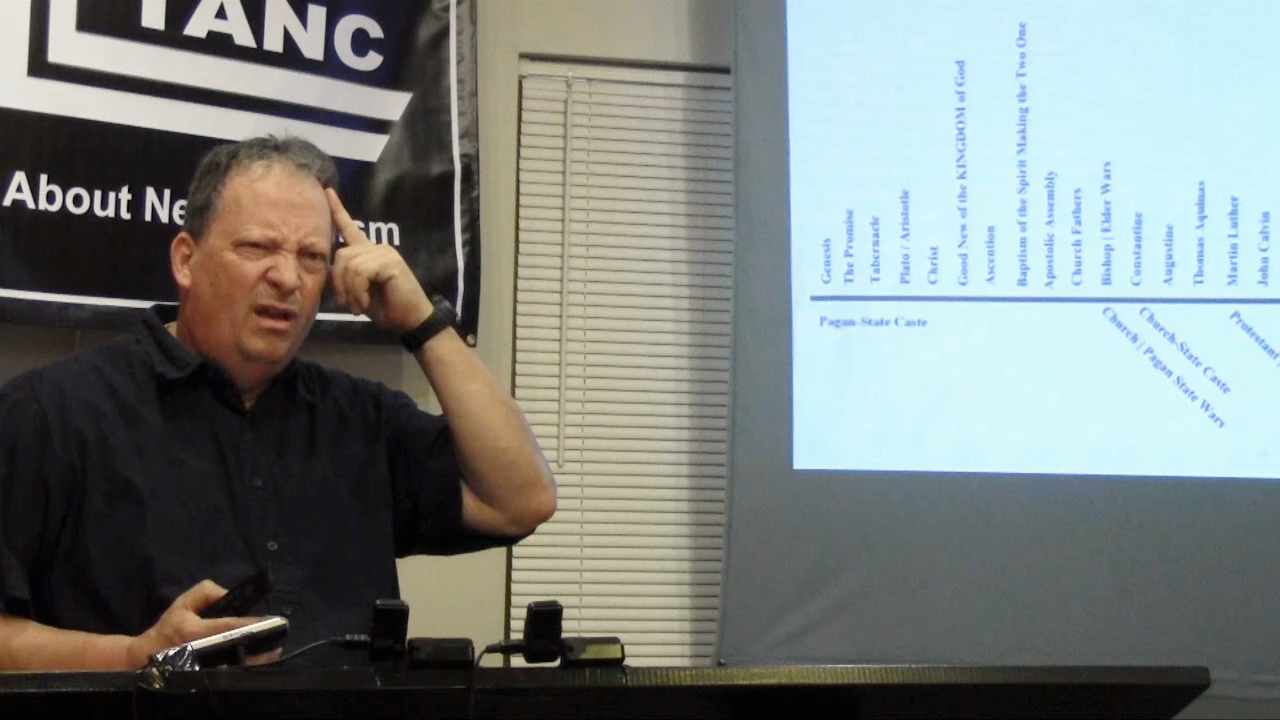 TANC
About Ne
sm
Genesis
The Promise
Tabernacle
Plato / Aristotle
Christ
Good New of the KINGDOM of God
Ascention
Baptism of the Spirit Making the Two One
Apostolic Assembly
Church Fathers
Bishop | Elder Wars
Constantine
Augustine
Thomas Aquinas
Martin Luther
John Calvin
Pagan-State Caste
Church | Pagan State Wars
Church-State Caste
Protestant